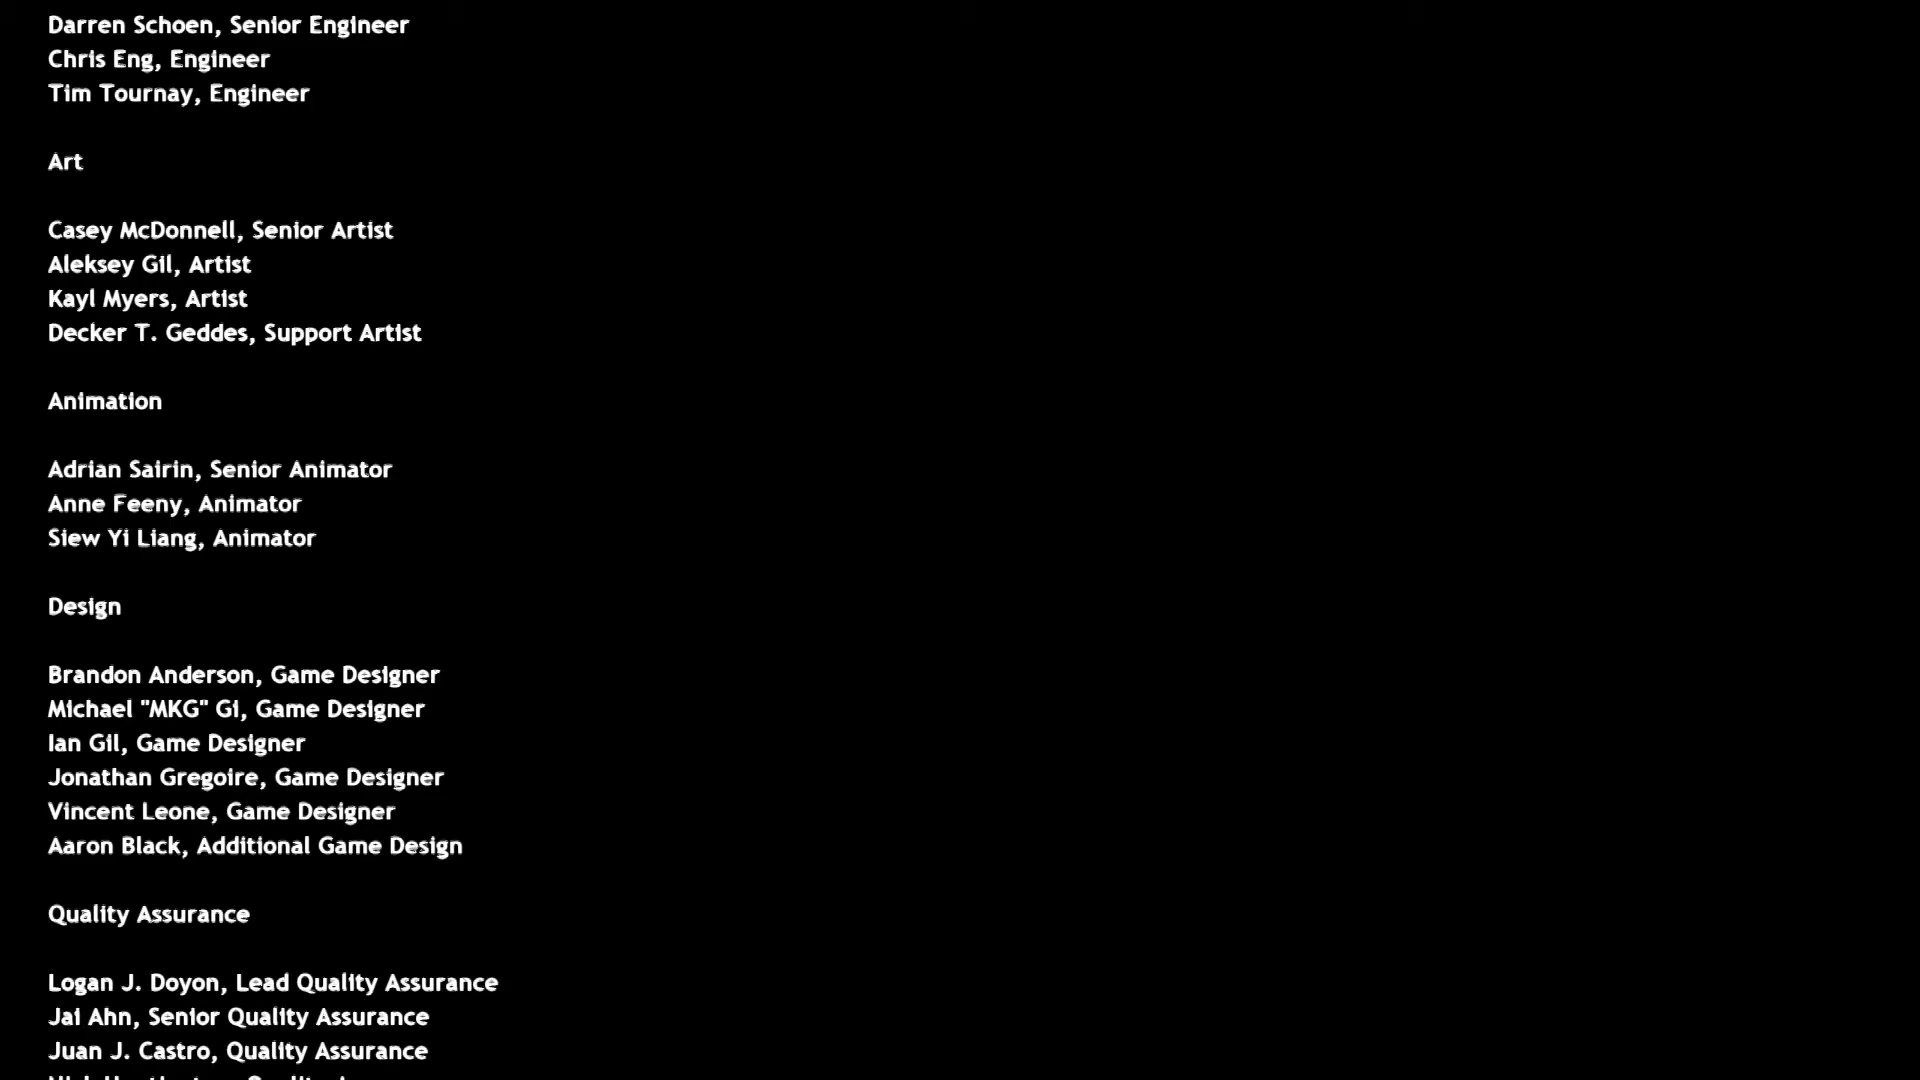 Darren Schoen, Senior Engineer
Chris Eng, Engineer
Tim Tournay, Engineer
Art
Casey McDonnell, Senior Artist
Aleksey Gil, Artist
Kayl Myers, Artist
Decker T. Geddes, Support Artist
Animation
Adrian Sairin, Senior Animator
Anne Feeny, Animator
Siew Yi Liang, Animator
Design
Brandon Anderson, Game Designer
Michael "MKG" Gi, Game Designer
Ian Gil, Game Designer
Jonathan Gregoire, Game Designer
Vincent Leone, Game Designer
Aaron Black, Additional Game Design
Quality Assurance
Logan J. Doyon, Lead Quality Assurance
Jai Ahn, Senior Quality Assurance
Juan J. Castro, Quality Assurance